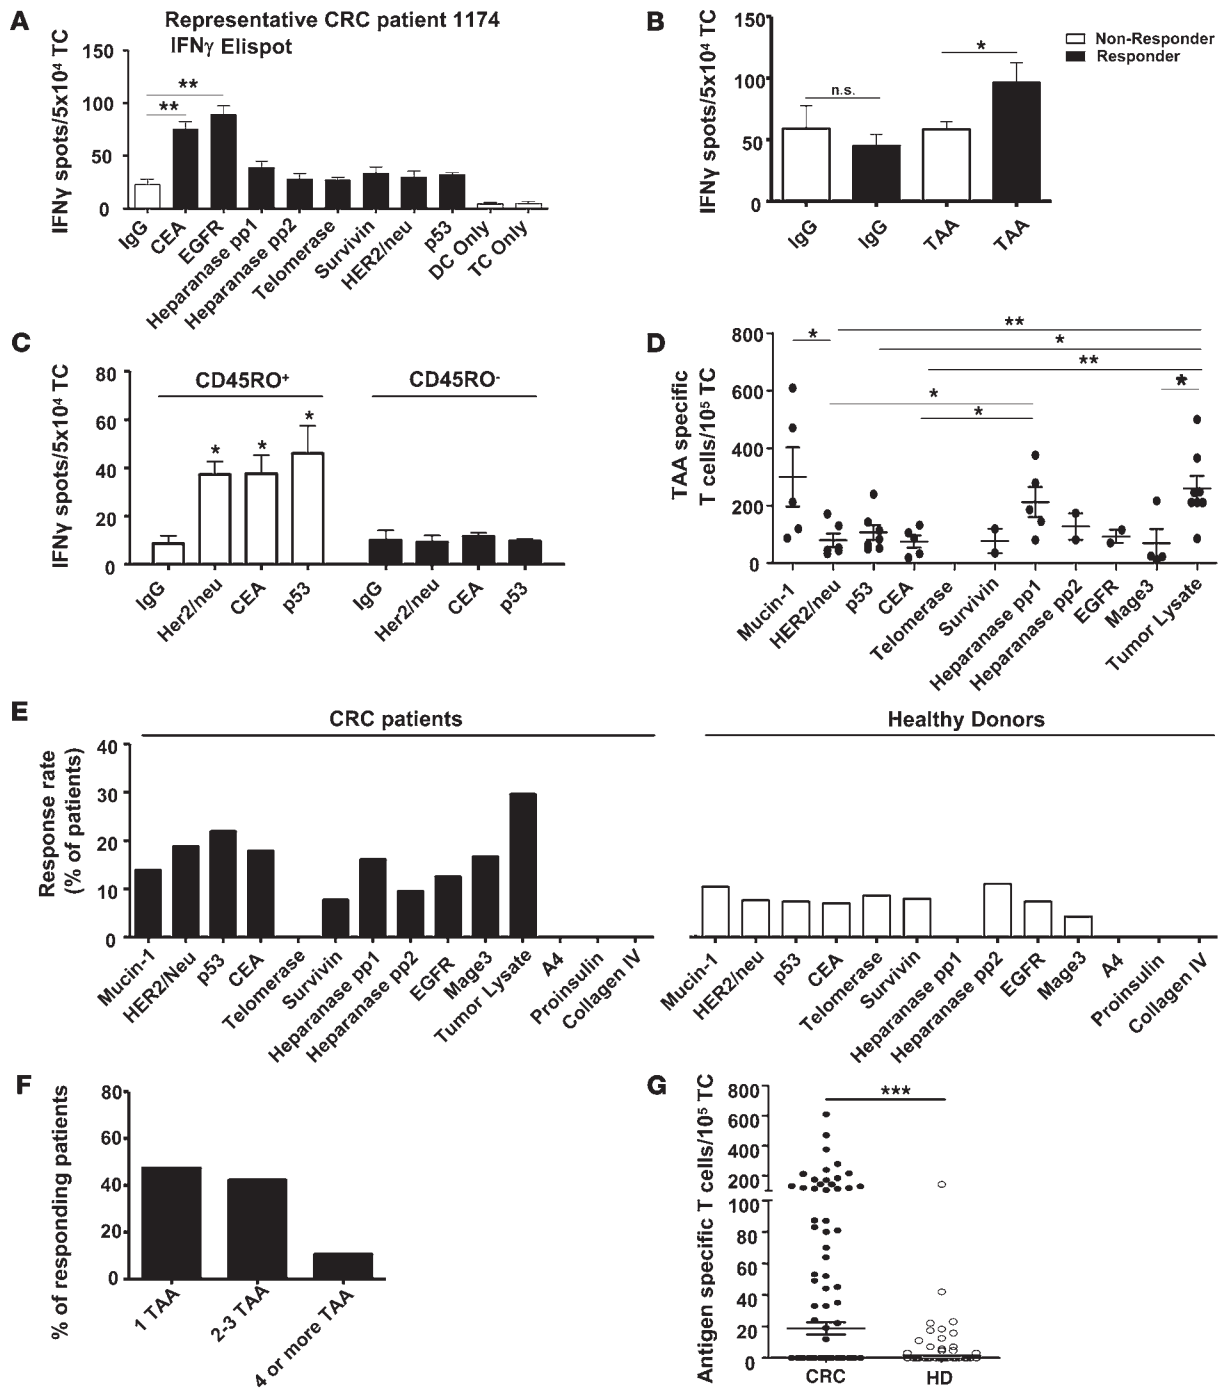 A
Representative CRC patient 1174
IFNγ Elispot
IFNγ spots/5x10⁴ TC
150
100
50
0
**
**
IgG
CEA
EGFR
Heparanase pp1
Heparanase pp2
Telomerase
Survivin
HER2/neu
p53
DC Only
TC Only
B
IFNγ spots/5x10⁴ TC
150
100
50
0
n.s.
*
Non-Responder
Responder
IgG
IgG
TAA
TAA
C
IFNγ spots/5x10⁴ TC
80
60
40
20
0
CD45RO⁺
CD45RO⁻
*
*
*
IgG
Her2/neu
CEA
p53
IgG
Her2/neu
CEA
p53
D
TAA specific
T cells/10⁵ TC
800
600
400
200
0
*
**
*
**
*
*
*
Mucin-1
HER2/neu
p53
CEA
Telomerase
Survivin
Heparanase pp1
Heparanase pp2
EGFR
Mage3
Tumor Lysate
E
CRC patients
Healthy Donors
Response rate
(% of patients)
40
30
20
10
0
Mucin-1
HER2/Neu
p53
CEA
Telomerase
Survivin
Heparanase pp1
Heparanase pp2
EGFR
Mage3
Tumor Lysate
A4
Proinsulin
Collagen IV
Mucin-1
HER2/neu
p53
CEA
Telomerase
Survivin
Heparanase pp1
Heparanase pp2
EGFR
Mage3
A4
Proinsulin
Collagen IV
F
% of responding patients
80
60
40
20
0
1 TAA
2-3 TAA
4 or more TAA
G
Antigen specific T cells/10⁵ TC
800
600
400
200
80
60
40
20
0
***
CRC
HD